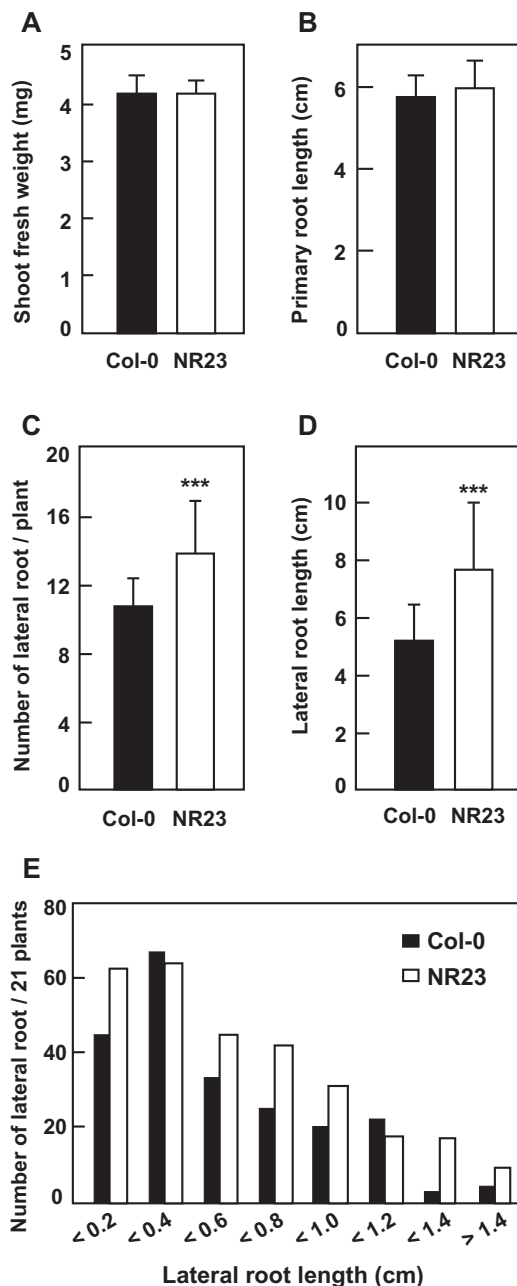 A
Shoot fresh weight (mg)
5
4
3
2
1
0
Col-0 NR23
B
Primary root length (cm)
6
4
2
0
Col-0 NR23
C
Number of lateral root / plant
20
16
12
8
4
0
***
Col-0 NR23
D
Lateral root length (cm)
10
8
6
4
2
0
***
Col-0 NR23
E
Number of lateral root / 21 plants
80
60
40
20
0
Col-0
NR23
< 0.2 < 0.4 < 0.6 < 0.8 < 1.0 < 1.2 < 1.4 > 1.4
Lateral root length (cm)